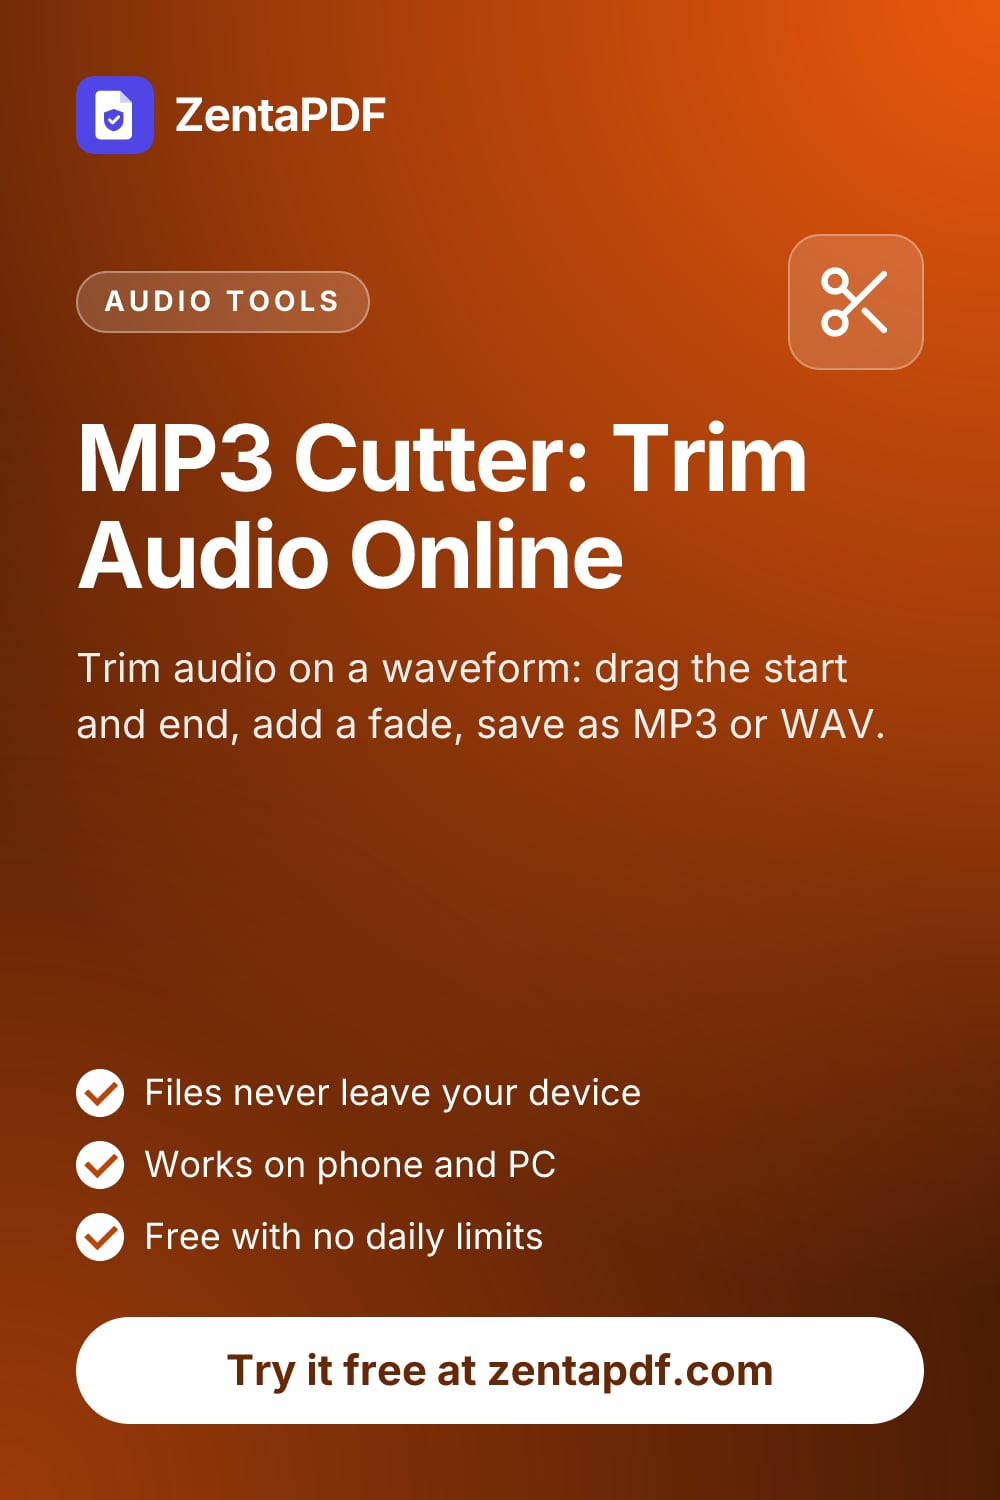 ZentaPDF
AUDIO TOOLS
MP3 Cutter: Trim
Audio Online
Trim audio on a waveform: drag the start
and end, add a fade, save as MP3 or WAV.
Files never leave your device
Works on phone and PC
Free with no daily limits
Try it free at zentapdf.com